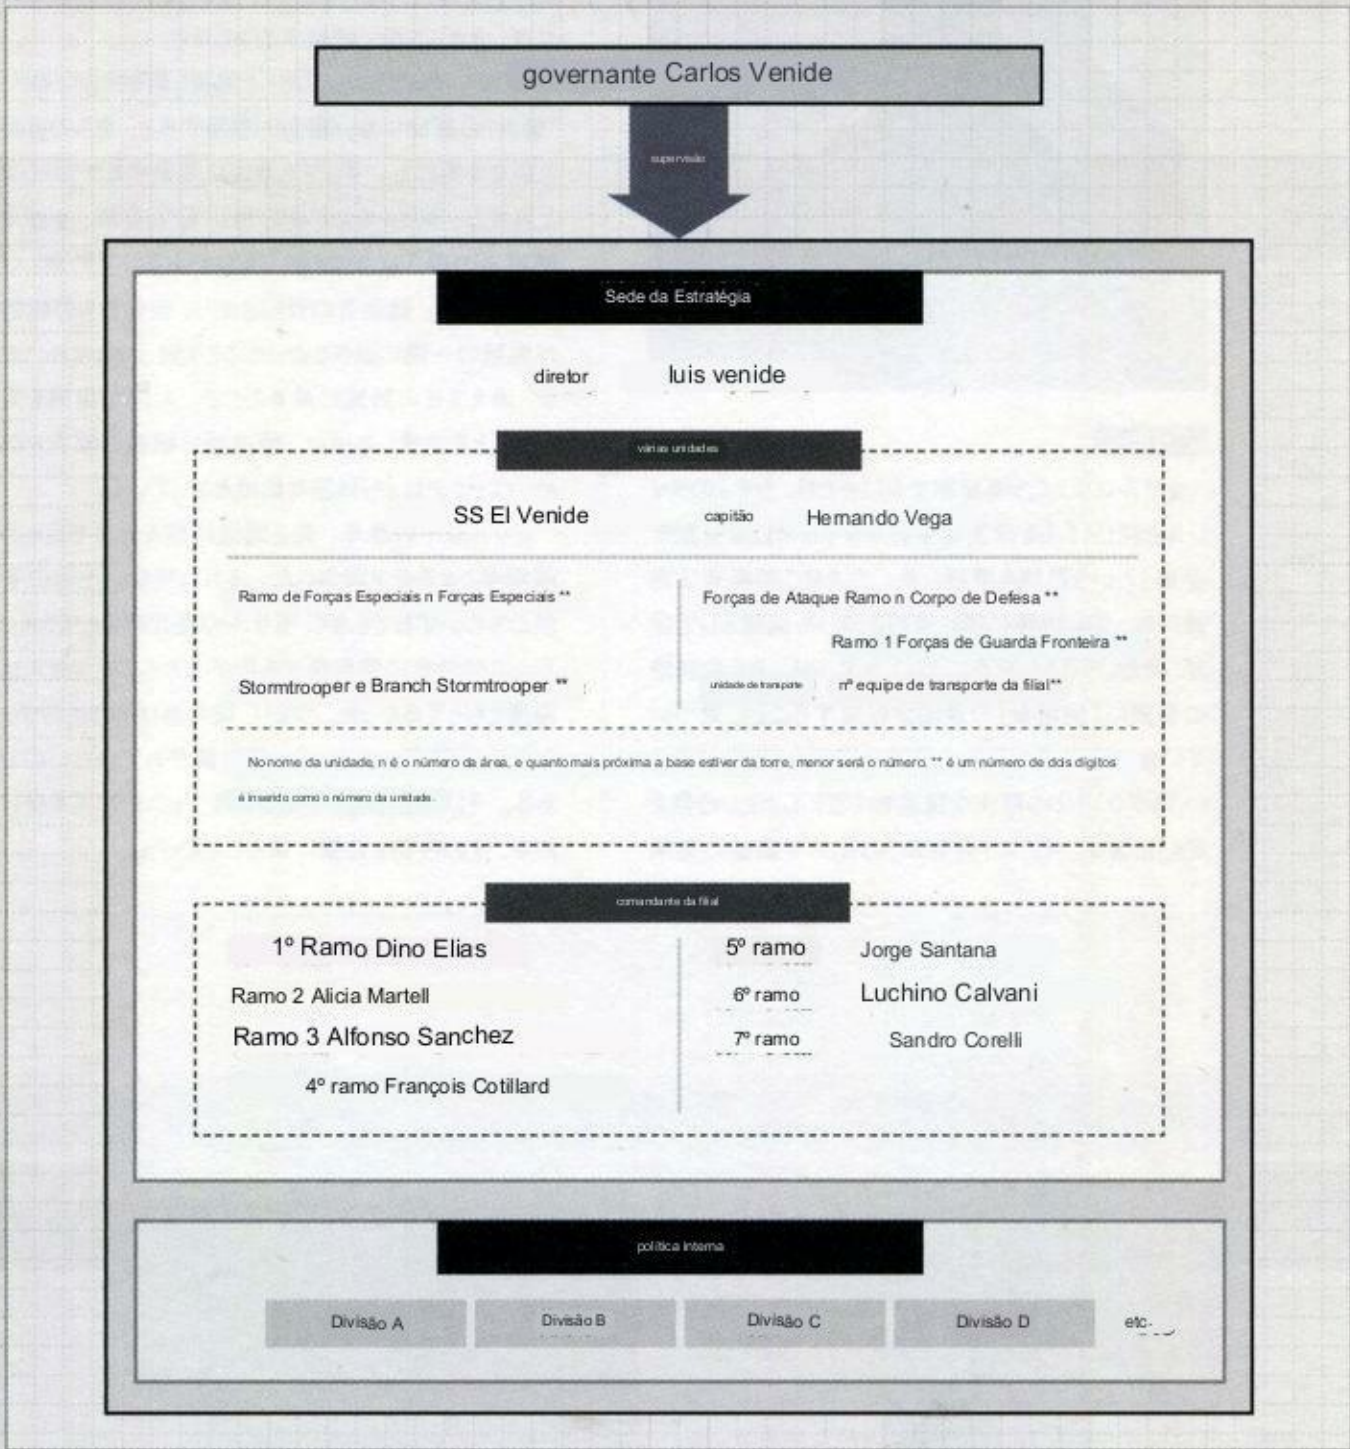 governante Carlos Venide
supervisão
Sede da Estratégia
diretor luis venide
várias unidades
SS El Venide capitão Hernando Vega
Ramo de Forças Especiais n Forças Especiais **
Forças de Ataque Ramo n Corpo de Defesa **
Ramo 1 Forças de Guarda Fronteira **
Stormtrooper e Branch Stormtrooper **
unidade de transporte nº equipe de transporte da filial**
No nome da unidade, n é o número da área, e quanto mais próxima a base estiver da torre, menor será o número. ** é um número de dois dígitos
é inserido como o número da unidade.
comandante da filial
1º Ramo Dino Elias
Ramo 2 Alicia Martell
Ramo 3 Alfonso Sanchez
4º ramo François Cotillard
5º ramo Jorge Santana
6º ramo Luchino Calvani
7º ramo Sandro Corelli
política interna
Divisão A Divisão B Divisão C Divisão D etc.